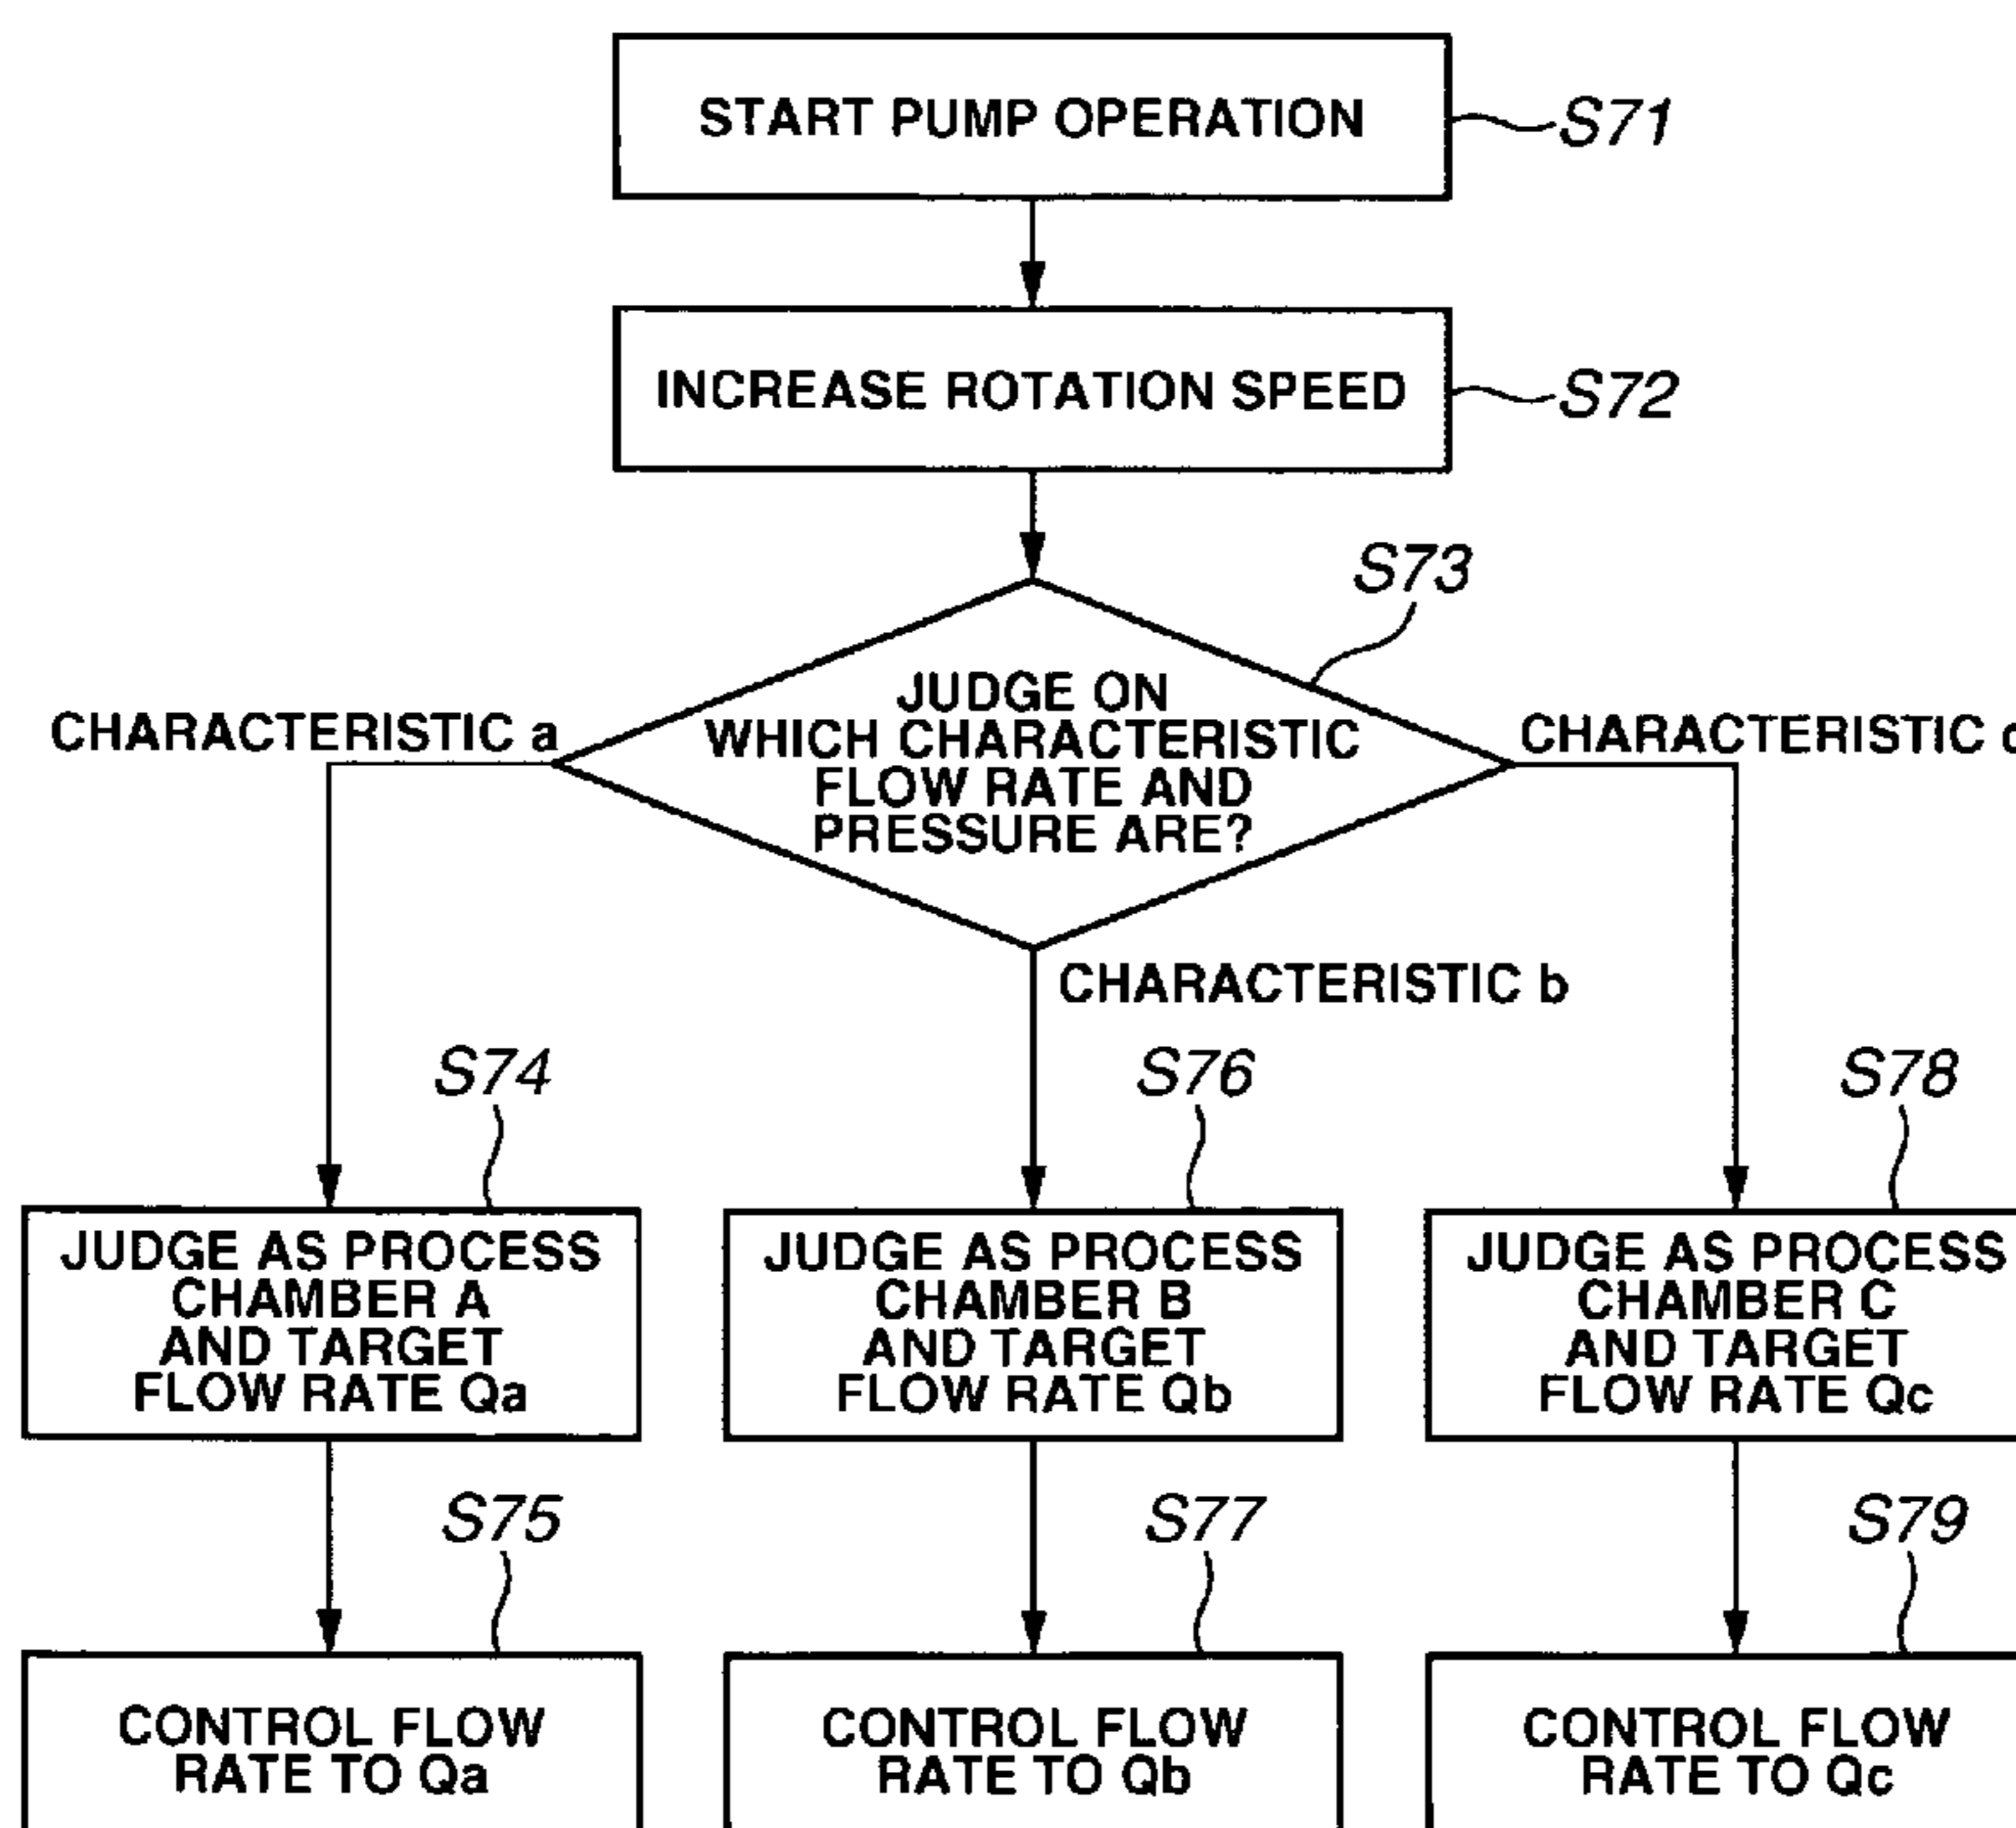 START PUMP OPERATION
S71
INCREASE ROTATION SPEED
S72
S73
JUDGE ON
WHICH CHARACTERISTIC
FLOW RATE AND
PRESSURE ARE?
CHARACTERISTIC a
CHARACTERISTIC
CHARACTERISTIC b
S74
JUDGE AS PROCESS
CHAMBER A
AND TARGET
FLOW RATE Qa
S76
JUDGE AS PROCESS
CHAMBER B
AND TARGET
FLOW RATE Qb
S78
JUDGE AS PROCESS
CHAMBER C
AND TARGET
FLOW RATE Qc
S75
CONTROL FLOW
RATE TO Qa
S77
CONTROL FLOW
RATE TO Qb
S79
CONTROL FLOW
RATE TO Qc